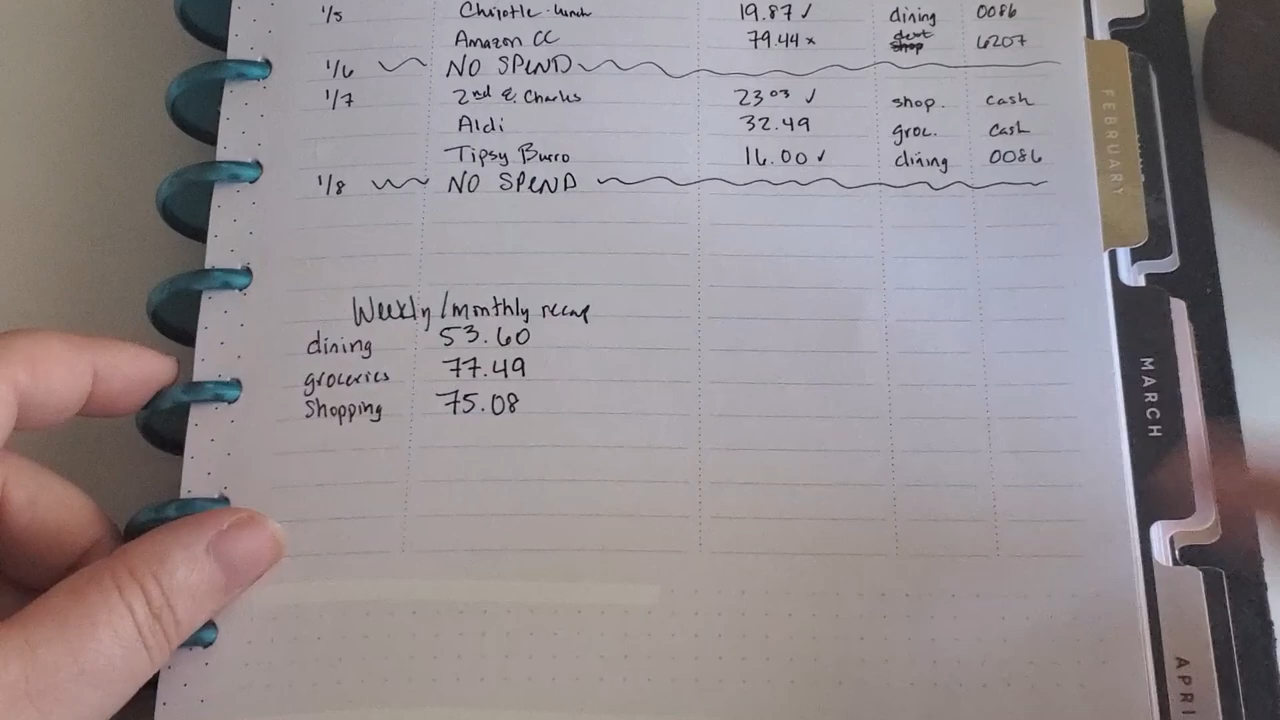 1/5 Chipotle-lunch 19.87 ✓ dining 0086
Amazon CC 79.44 x debt shop 6207
1/6 NO SPEND
1/7 2nd & Charles 23.03 ✓ shop. cash
Aldi 32.49 groc. cash
Tipsy Burro 16.00 ✓ dining 0086
1/8 NO SPEND
Weekly/monthly recap
dining 53.60
groceries 77.49
Shopping 75.08
FEBRUARY
MARCH
APRI